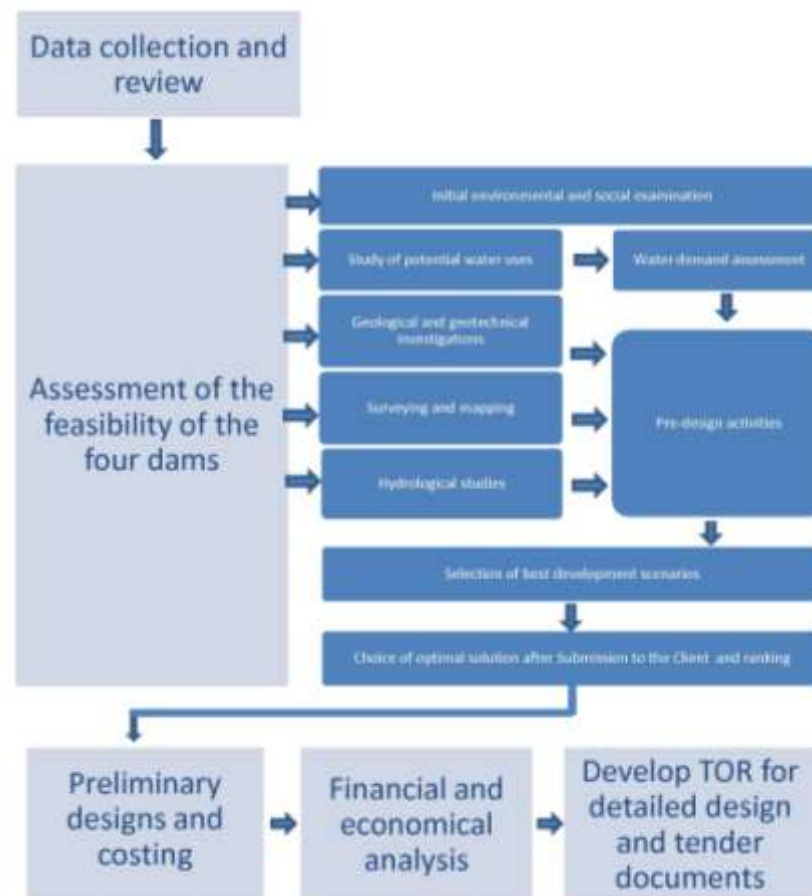 Data collection and
review
Initial environmental and social examination
Study of potential water uses
Water demand assessment
Geological and geotechnical
investigations
Assessment of the
feasibility of the
four dams
Surveying and mapping
Pre-design activities
Hydrological studies
Selection of best development scenarios
Choice of optimal solution after Submission to the Client and ranking
Preliminary
designs and
costing
Financial and
economical
analysis
Develop TOR for
detailed design
and tender
documents